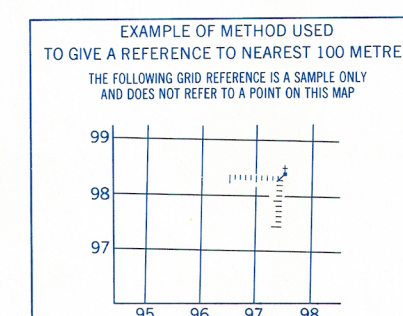 EXAMPLE OF METHOD USED
TO GIVE A REFERENCE TO NEAREST 100 METRE
THE FOLLOWING GRID REFERENCE IS A SAMPLE ONLY
AND DOES NOT REFER TO A POINT ON THIS MAP
99
98
97
95 96 97 98